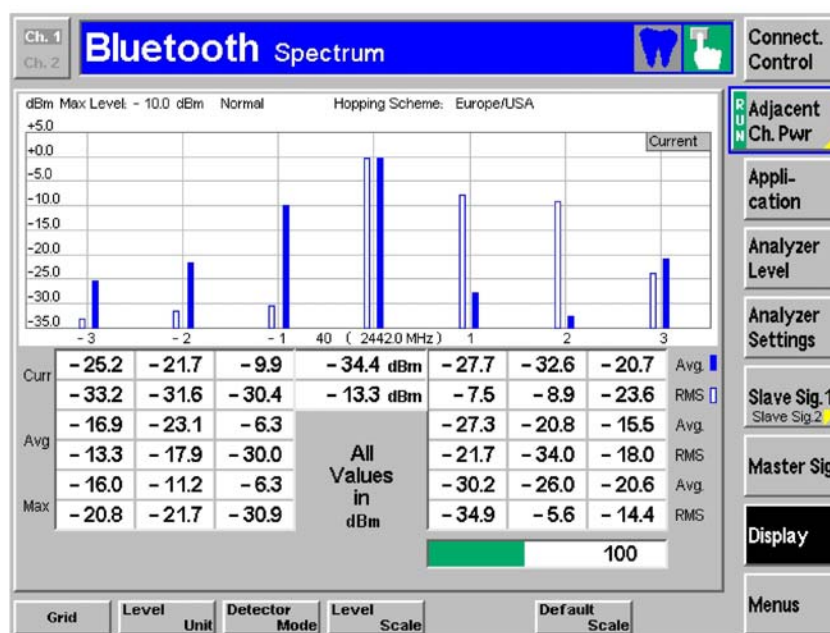 Ch. 1
Ch. 2
Bluetooth Spectrum
Connect. Control
dBm Max Level: - 10.0 dBm Normal Hopping Scheme: Europe/USA
RUN
Adjacent Ch. Pwr
Current
+5.0
+0.0
-5.0
-10.0
-15.0
-20.0
-25.0
-30.0
-35.0
-3 -2 -1 40 ( 2442.0 MHz ) 1 2 3
Appli-
cation
Analyzer
Level
Analyzer
Settings
Curr
-25.2 -21.7 -9.9 -34.4 dBm -27.7 -32.6 -20.7 Avg.
-33.2 -31.6 -30.4 -13.3 dBm -7.5 -8.9 -23.6 RMS
Avg
-16.9 -23.1 -6.3 -27.3 -20.8 -15.5 Avg.
-13.3 -17.9 -30.0 -21.7 -34.0 -18.0 RMS
Max
-16.0 -11.2 -6.3 -30.2 -26.0 -20.6 Avg.
-20.8 -21.7 -30.9 -34.9 -5.6 -14.4 RMS
All
Values
in
dBm
100
Slave Sig.1
Slave Sig.2
Master Sig
Display
Menus
Grid
Level
Unit
Detector
Mode
Level
Scale
Default
Scale